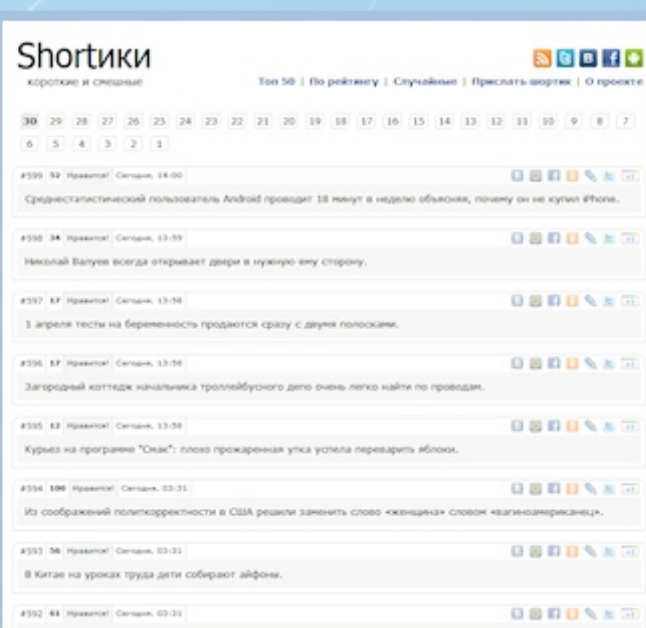 Shortики
короткие и смешные
Топ 50 | По рейтингу | Случайные | Прислать шортик | О проекте
30 29 28 27 26 25 24 23 22 21 20 19 18 17 16 15 14 13 12 11 10 9 8 7
6 5 4 3 2 1
#599 52 Нравится! Сегодня, 14:00
Среднестатистический пользователь Android проводит 18 минут в неделю объясняя, почему он не купил iPhone.
#598 34 Нравится! Сегодня, 13:59
Николай Валуев всегда открывает двери в нужную ему сторону.
#597 17 Нравится! Сегодня, 13:58
1 апреля тесты на беременность продаются сразу с двумя полосками.
#596 17 Нравится! Сегодня, 13:58
Загородный коттедж начальника троллейбусного депо очень легко найти по проводам.
#595 12 Нравится! Сегодня, 13:58
Курьез на программе "Смак": плохо прожаренная утка успела переварить яблоки.
#594 100 Нравится! Сегодня, 03:31
Из соображений политкорректности в США решили заменить слово «женщина» словом «вагиноамериканец».
#593 56 Нравится! Сегодня, 03:31
В Китае на уроках труда дети собирают айфоны.
#592 61 Нравится! Сегодня, 03:31